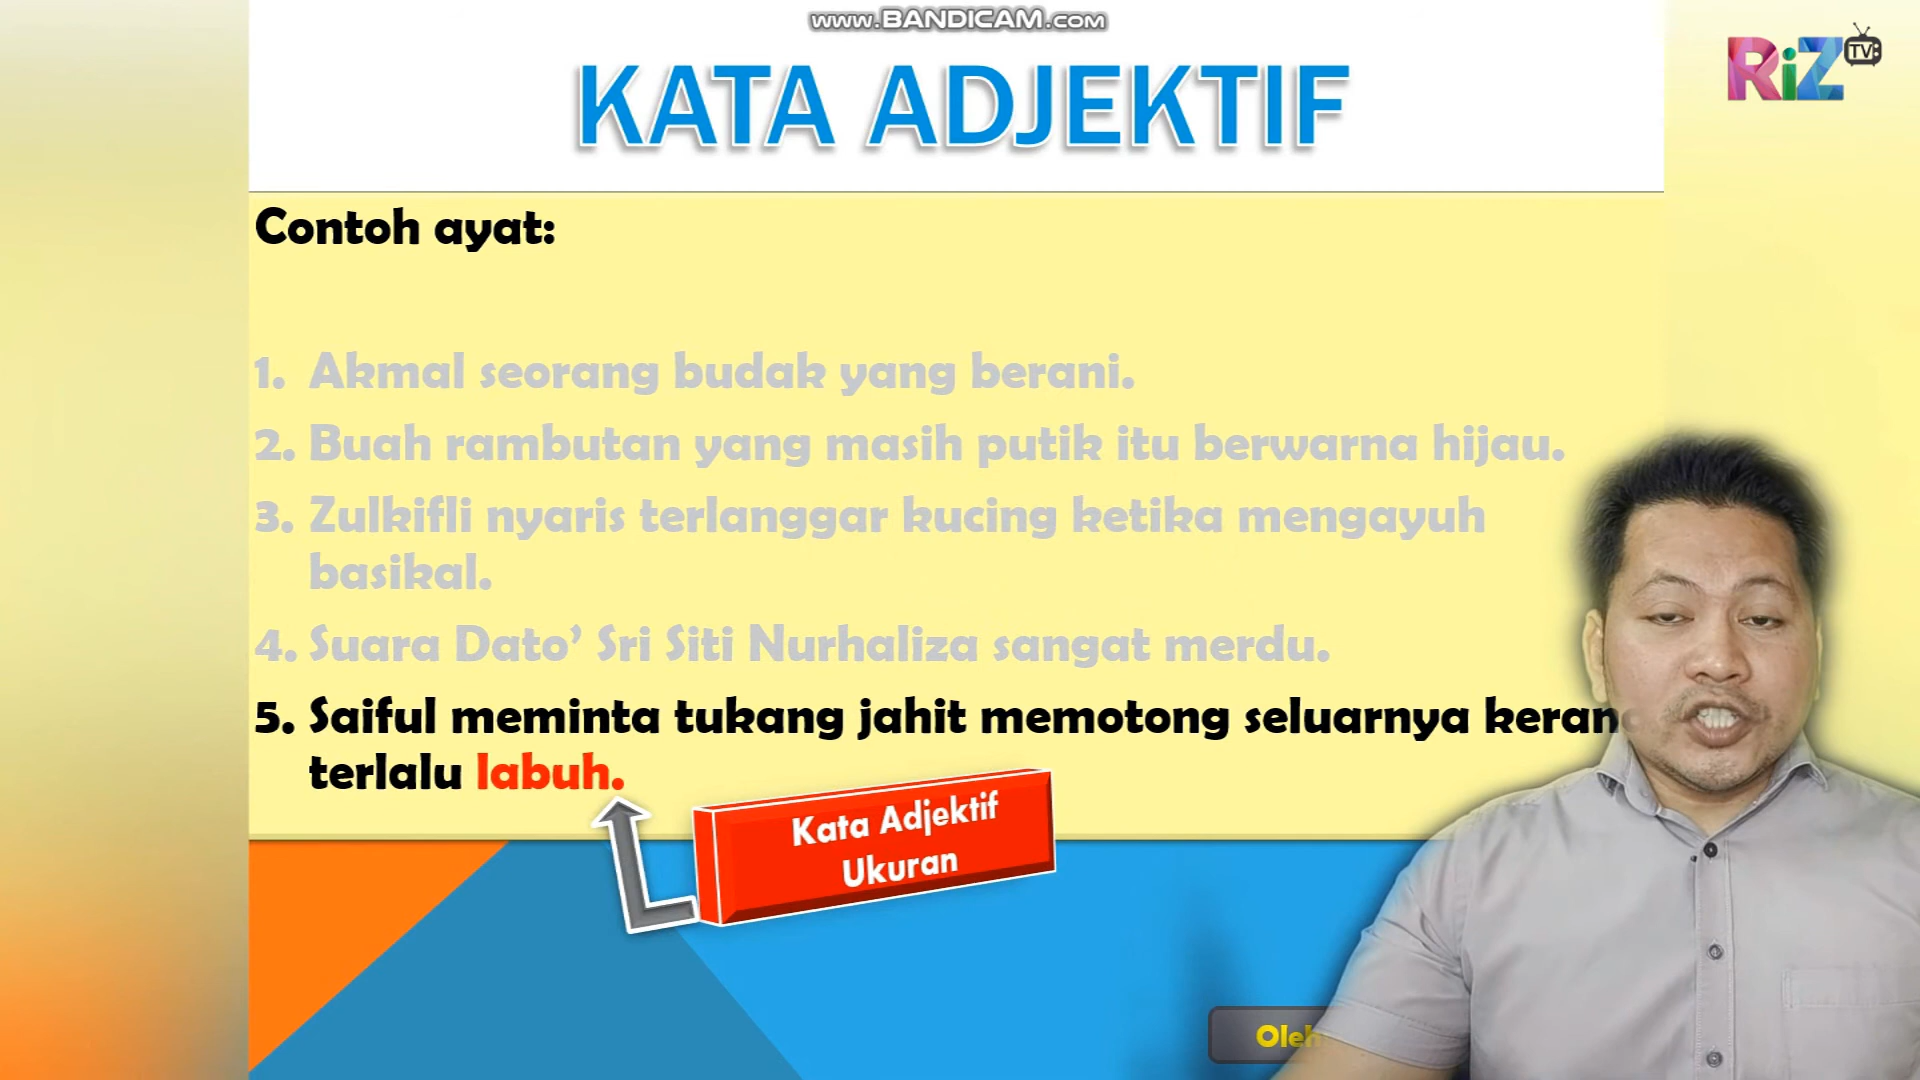 www.BANDICAM.com
RiZ TV
KATA ADJEKTIF
Contoh ayat:
1. Akmal seorang budak yang berani.
2. Buah rambutan yang masih putik itu berwarna hijau.
3. Zulkifli nyaris terlanggar kucing ketika mengayuh
basikal.
4. Suara Dato’ Sri Siti Nurhaliza sangat merdu.
5. Saiful meminta tukang jahit memotong seluarnya
terlalu labuh.
Kata Adjektif
Ukuran
Oleh